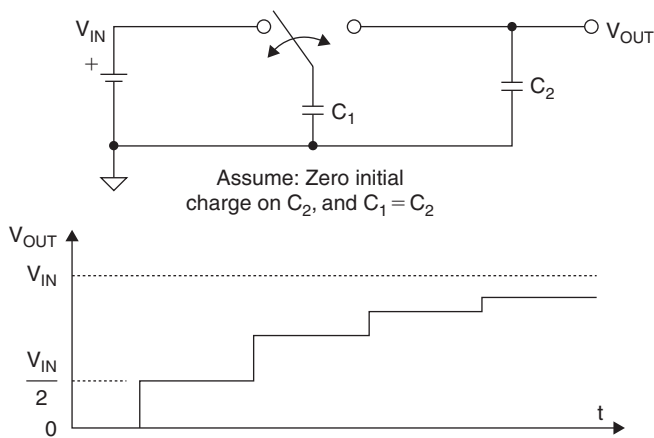 V_IN
V_OUT
+
C_2
C_1
Assume: Zero initial
charge on C_2, and C_1 = C_2
V_OUT
V_IN
V_IN
2
0
t